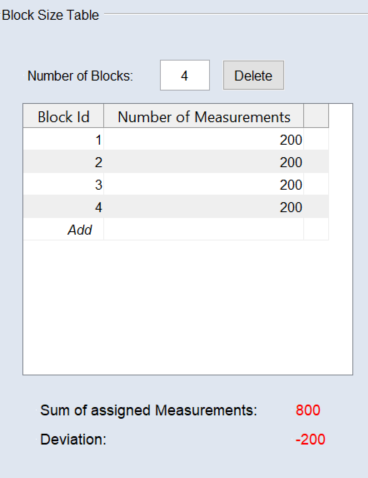 Block Size Table
Number of Blocks: 4 Delete
Block Id Number of Measurements
1 200
2 200
3 200
4 200
Add
Sum of assigned Measurements: 800
Deviation: -200